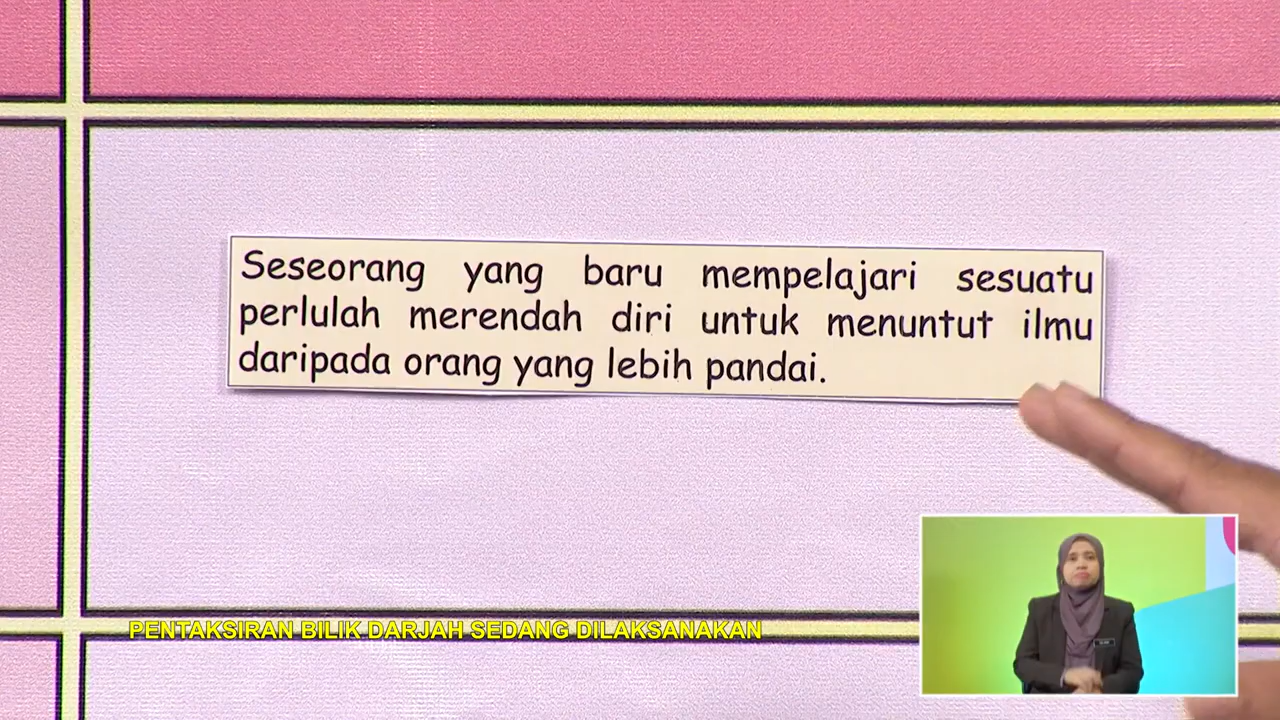 Seseorang yang baru mempelajari sesuatu
perlulah merendah diri untuk menuntut ilmu
daripada orang yang lebih pandai.
PENTAKSIRAN BILIK DARJAH SEDANG DILAKSANAKAN